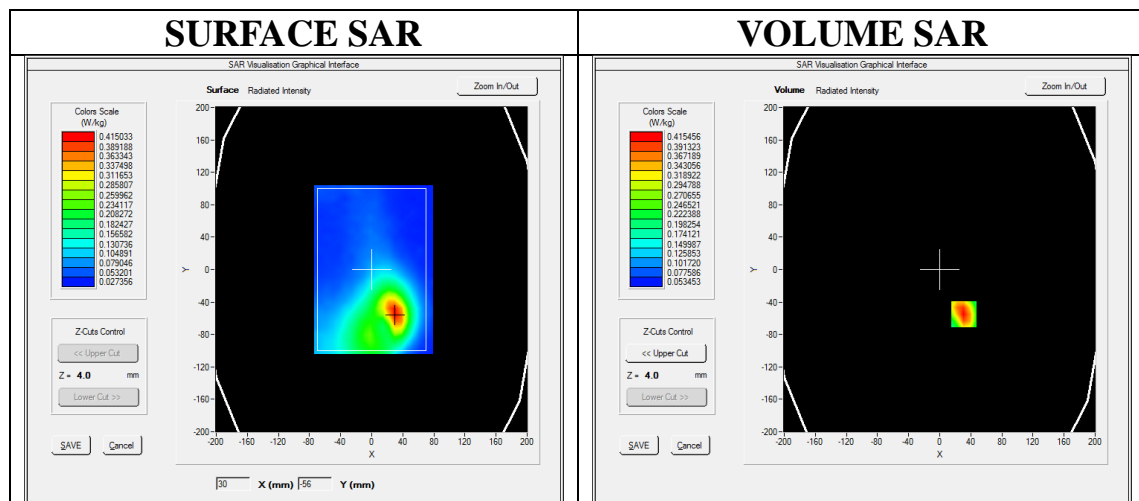 SURFACE SAR
SAR Visualisation Graphical Interface
Surface Radiated Intensity
Zoom In/Out
Colors Scale
(W/kg)
0.415033
0.389188
0.363343
0.337498
0.311653
0.285807
0.259962
0.234117
0.208272
0.182427
0.156582
0.130736
0.104891
0.079046
0.053201
0.027356
Z-Cuts Control
<< Upper Cut
Z = 4.0 mm
Lower Cut >>
SAVE Cancel
200
160
120
80
40
0
-40
-80
-120
-160
-200
Y
-200 -160 -120 -80 -40 0 40 80 120 160 200
X
30 X (mm) -56 Y (mm)
VOLUME SAR
SAR Visualisation Graphical Interface
Volume Radiated Intensity
Zoom In/Out
Colors Scale
(W/kg)
0.415456
0.391323
0.367189
0.343056
0.318922
0.294788
0.270655
0.246521
0.222388
0.198254
0.174121
0.149987
0.125853
0.101720
0.077586
0.053453
Z-Cuts Control
<< Upper Cut
Z = 4.0 mm
Lower Cut >>
SAVE Cancel
200
160
120
80
40
0
-40
-80
-120
-160
-200
Y
-200 -160 -120 -80 -40 0 40 80 120 160 200
X